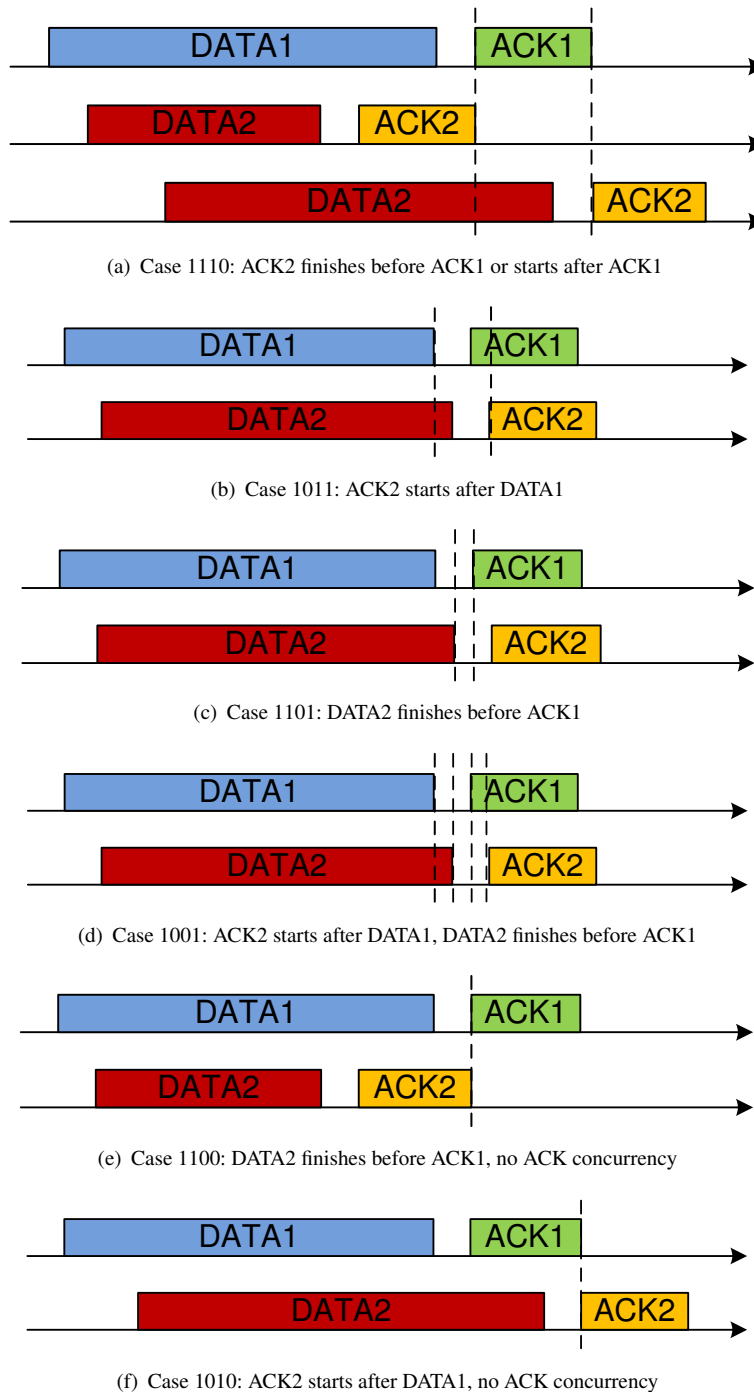 DATA1 ACK1
DATA2 ACK2
DATA2 ACK2
(a) Case 1110: ACK2 finishes before ACK1 or starts after ACK1
DATA1 ACK1
DATA2 ACK2
(b) Case 1011: ACK2 starts after DATA1
DATA1 ACK1
DATA2 ACK2
(c) Case 1101: DATA2 finishes before ACK1
DATA1 ACK1
DATA2 ACK2
(d) Case 1001: ACK2 starts after DATA1, DATA2 finishes before ACK1
DATA1 ACK1
DATA2 ACK2
(e) Case 1100: DATA2 finishes before ACK1, no ACK concurrency
DATA1 ACK1
DATA2 ACK2
(f) Case 1010: ACK2 starts after DATA1, no ACK concurrency